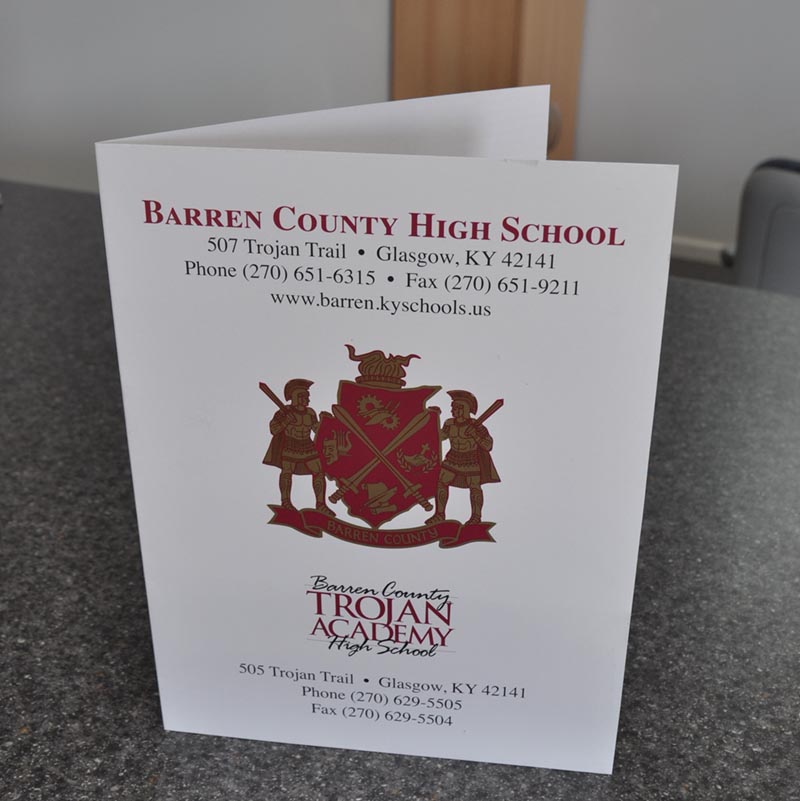 BARREN COUNTY HIGH SCHOOL
507 Trojan Trail • Glasgow, KY 42141
Phone (270) 651-6315 • Fax (270) 651-9211
www.barren.kyschools.us
BARREN COUNTY
Barren County
TROJAN
ACADEMY
High School
505 Trojan Trail • Glasgow, KY 42141
Phone (270) 629-5505
Fax (270) 629-5504